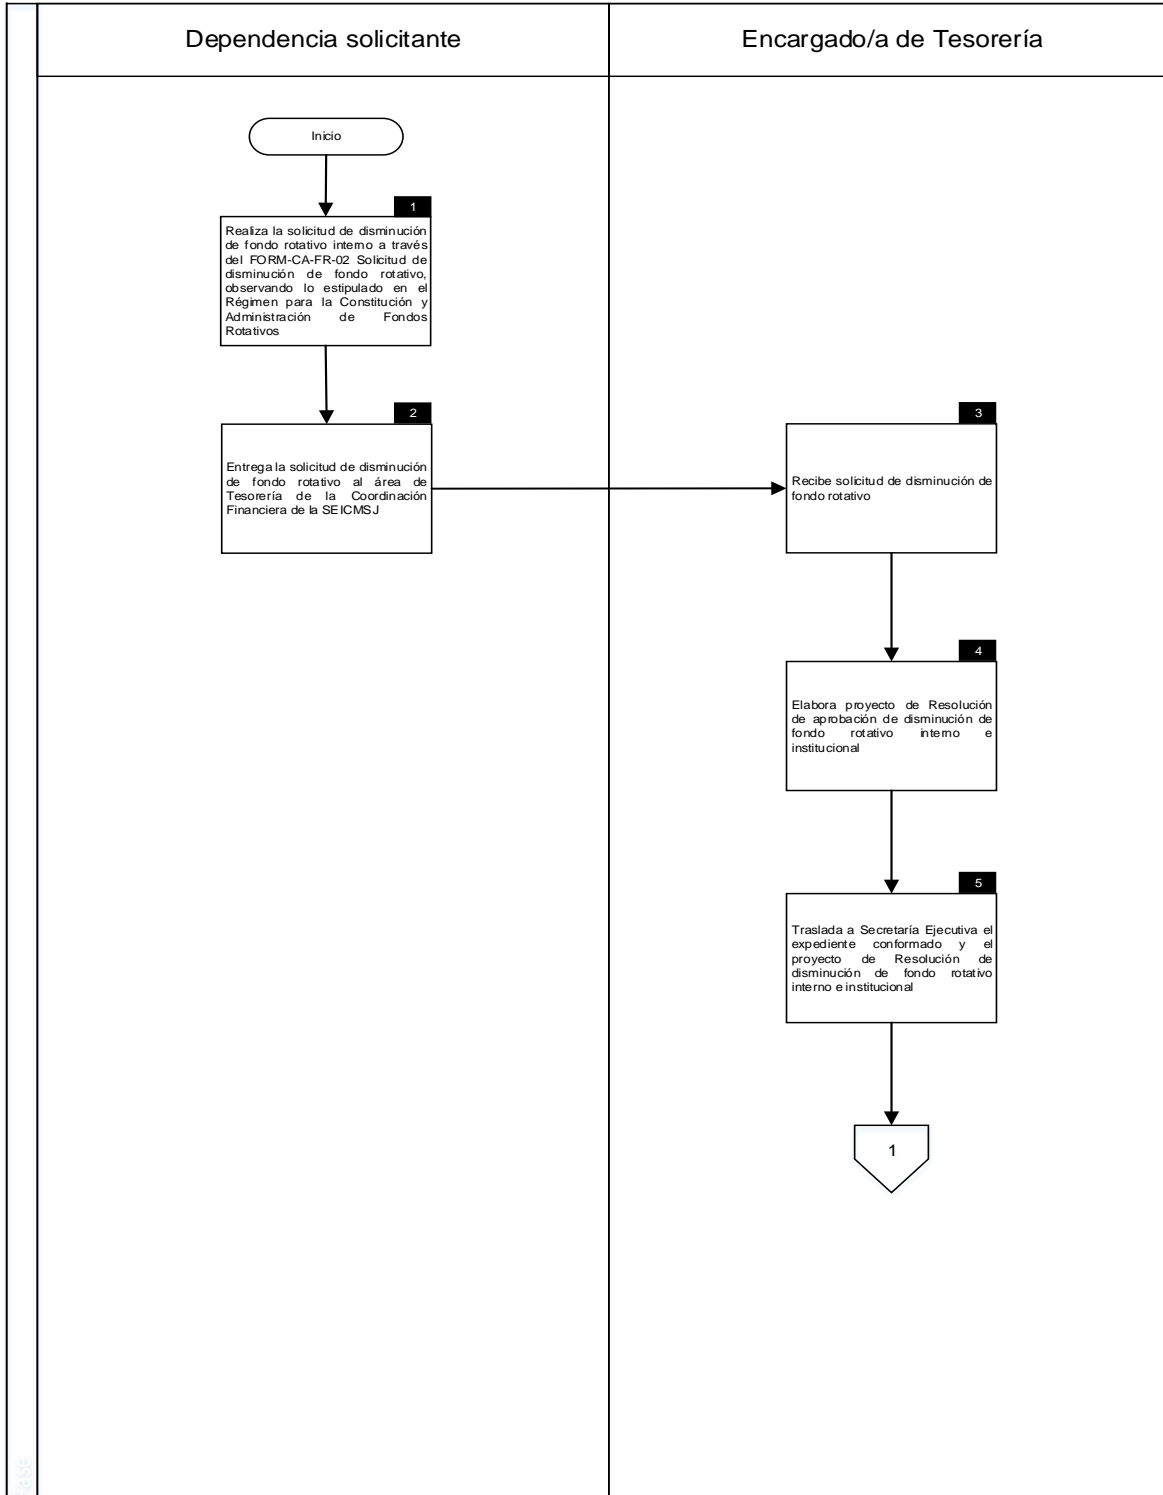 Dependencia solicitante
Encargado/a de Tesorería
Inicio
1
Realiza la solicitud de disminución
de fondo rotativo interno a través
del FORM-CA-FR-02 Solicitud de
disminución de fondo rotativo,
observando lo estipulado en el
Régimen para la Constitución y
Administración de Fondos
Rotativos
2
Entrega la solicitud de disminución
de fondo rotativo al área de
Tesorería de la Coordinación
Financiera de la SEICMSJ
3
Recibe solicitud de disminución de
fondo rotativo
4
Elabora proyecto de Resolución
de aprobación de disminución de
fondo rotativo interno e
institucional
5
Traslada a Secretaría Ejecutiva el
expediente conformado y el
proyecto de Resolución de
disminución de fondo rotativo
interno e institucional
1
Fase